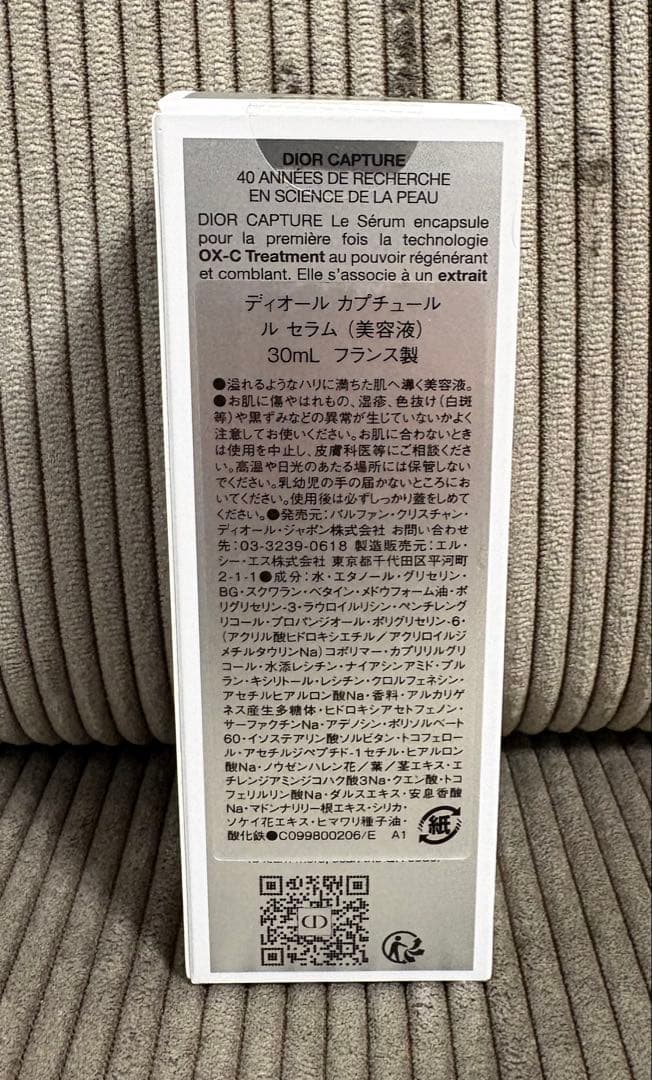 DIOR CAPTURE
40 ANNÉES DE RECHERCHE
EN SCIENCE DE LA PEAU
DIOR CAPTURE Le Sérum encapsule
pour la première fois la technologie
OX-C Treatment au pouvoir régénérant
et comblant. Elle s'associe à un extrait
ディオール カプチュール
ル セラム（美容液）
30mL フランス製
●溢れるようなハリに満ちた肌へ導く美容液。
●お肌に傷やはれもの、湿疹、色抜け（白斑
等）や黒ずみなどの異常が生じていないかよく
注意してお使いください。お肌に合わないとき
は使用を中止し、皮膚科医等にご相談くださ
い。高温や日光のあたる場所には保管しない
でください。乳幼児の手の届かないところにお
いてください。使用後は必ずしっかり蓋をしめて
ください。●発売元：パルファン・クリスチャン・
ディオール・ジャポン株式会社 お問い合わせ
先：03-3239-0618 製造販売元：エル・
シー・エス株式会社 東京都千代田区平河町
2-1-1●成分：水・エタノール・グリセリン・
BG・スクワラン・ベタイン・メドウフォーム油・ポ
リグリセリン-3・ラウロイルリシン・ペンチレング
リコール・プロパンジオール・ポリグリセリン-6・
（アクリル酸ヒドロキシエチル／アクリロイルジ
メチルタウリンNa）コポリマー・カプリリルグリ
コール・水添レシチン・ナイアシンアミド・プル
ラン・キシリトール・レシチン・クロルフェネシン・
アセチルヒアルロン酸Na・香料・アルカリゲ
ネス産生多糖体・ヒドロキシアセトフェノン・
サーファクチンNa・アデノシン・ポリソルベート
60・イソステアリン酸ソルビタン・トコフェロー
ル・アセチルジペプチド-1セチル・ヒアルロン
酸Na・ノウゼンハレン花／葉／茎エキス・エ
チレンジアミンジコハク酸3Na・クエン酸・トコ
フェリルリン酸Na・ダルスエキス・安息香酸
Na・マドンナリリー根エキス・シリカ・
ソケイ花エキス・ヒマワリ種子油・
酸化鉄●C099800206/E A1
紙
CD